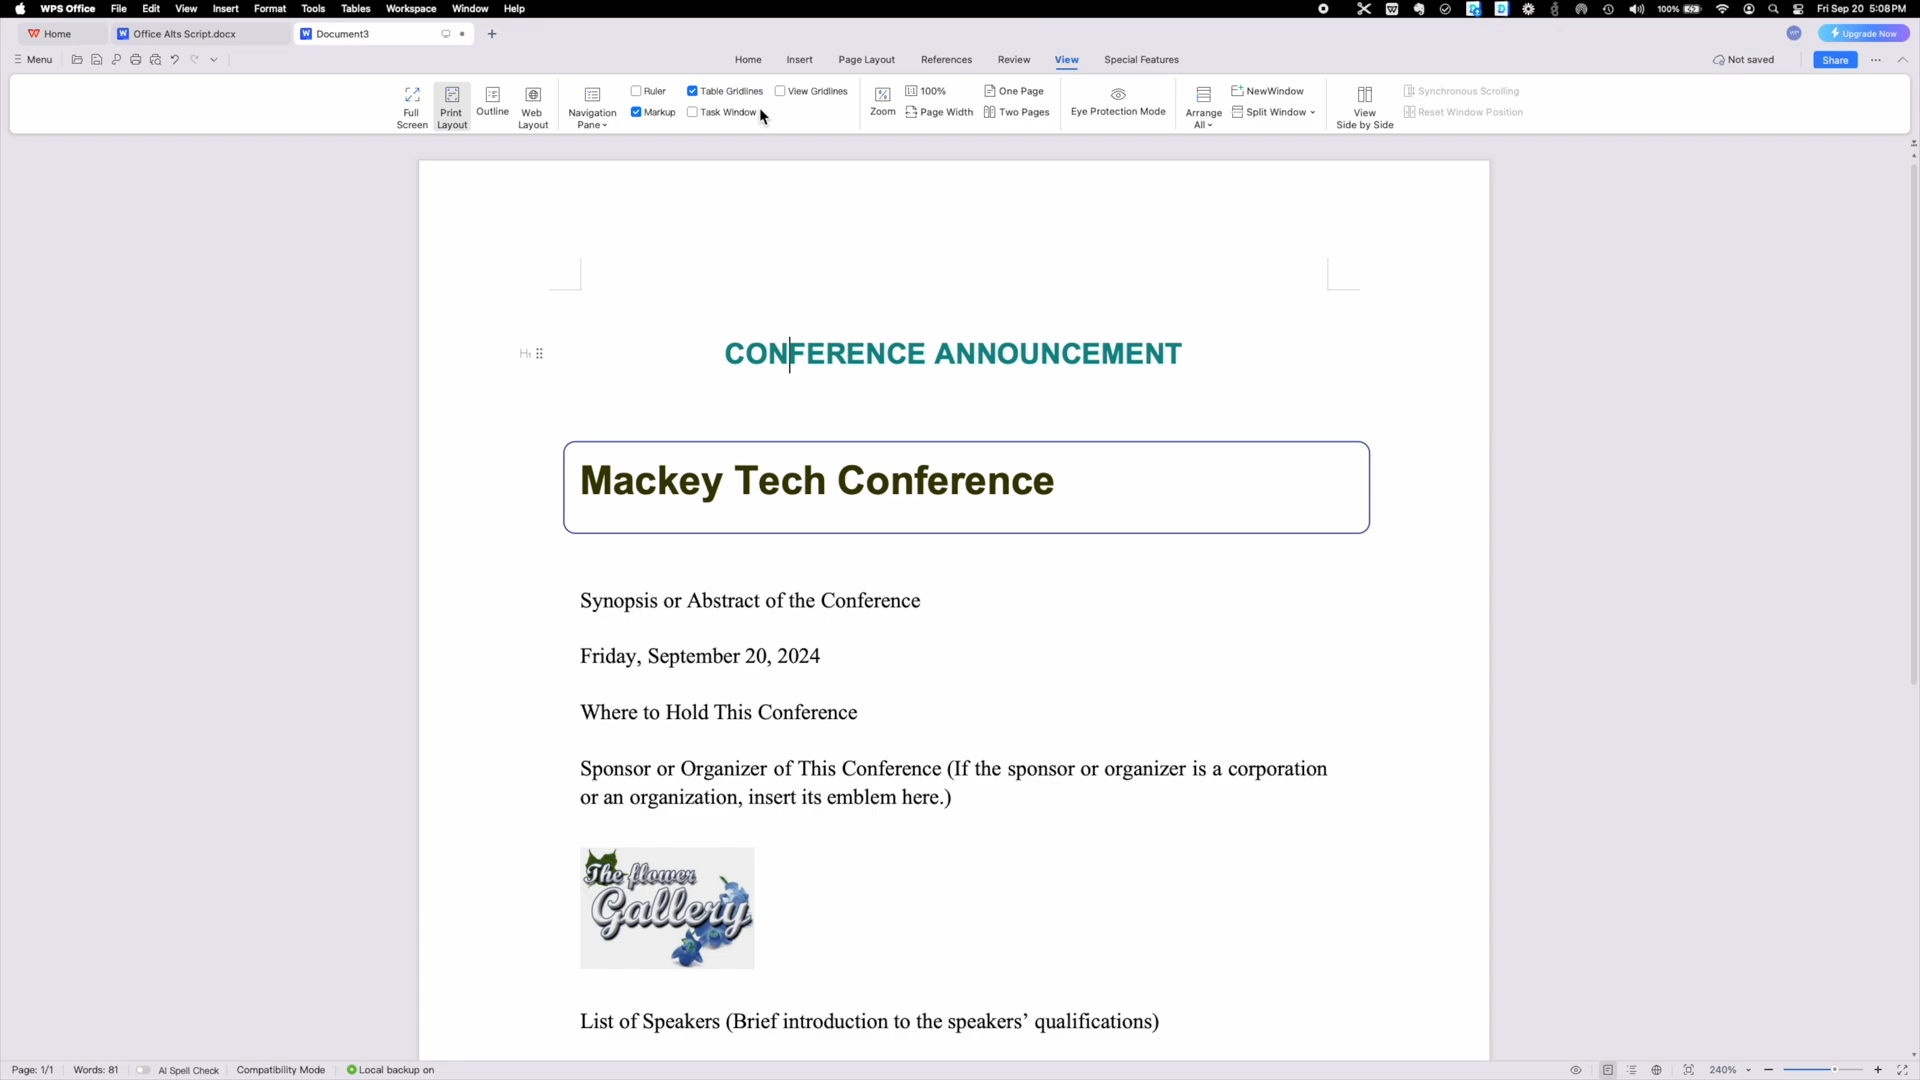 WPS Office File Edit View Insert Format Tools Tables Workspace Window Help 100% Fri Sep 20 5:08 PM
Home Office Alts Script.docx Document3 Upgrade Now
Menu Home Insert Page Layout References Review View Special Features Not saved Share
Full Screen
Print Layout
Outline
Web Layout
Navigation Pane
Ruler Table Gridlines View Gridlines
Markup Task Window
Zoom
100% One Page
Page Width Two Pages
Eye Protection Mode
Arrange All
NewWindow
Split Window
View Side by Side
Synchronous Scrolling
Reset Window Position
H1
CONFERENCE ANNOUNCEMENT
Mackey Tech Conference
Synopsis or Abstract of the Conference
Friday, September 20, 2024
Where to Hold This Conference
Sponsor or Organizer of This Conference (If the sponsor or organizer is a corporation
or an organization, insert its emblem here.)
The flower
Gallery
List of Speakers (Brief introduction to the speakers’ qualifications)
Page: 1/1 Words: 81 AI Spell Check Compatibility Mode Local backup on 240%